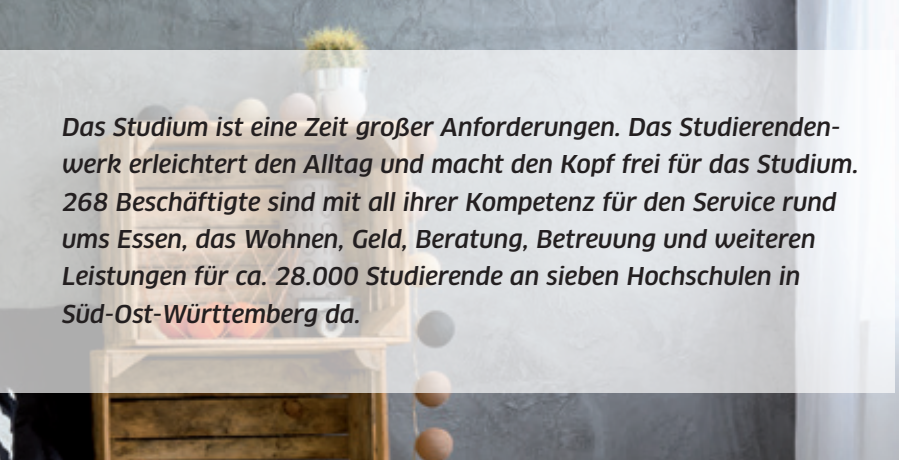 Das Studium ist eine Zeit großer Anforderungen. Das Studierenden-
werk erleichtert den Alltag und macht den Kopf frei für das Studium.
268 Beschäftigte sind mit all ihrer Kompetenz für den Service rund
ums Essen, das Wohnen, Geld, Beratung, Betreuung und weiteren
Leistungen für ca. 28.000 Studierende an sieben Hochschulen in
Süd-Ost-Württemberg da.